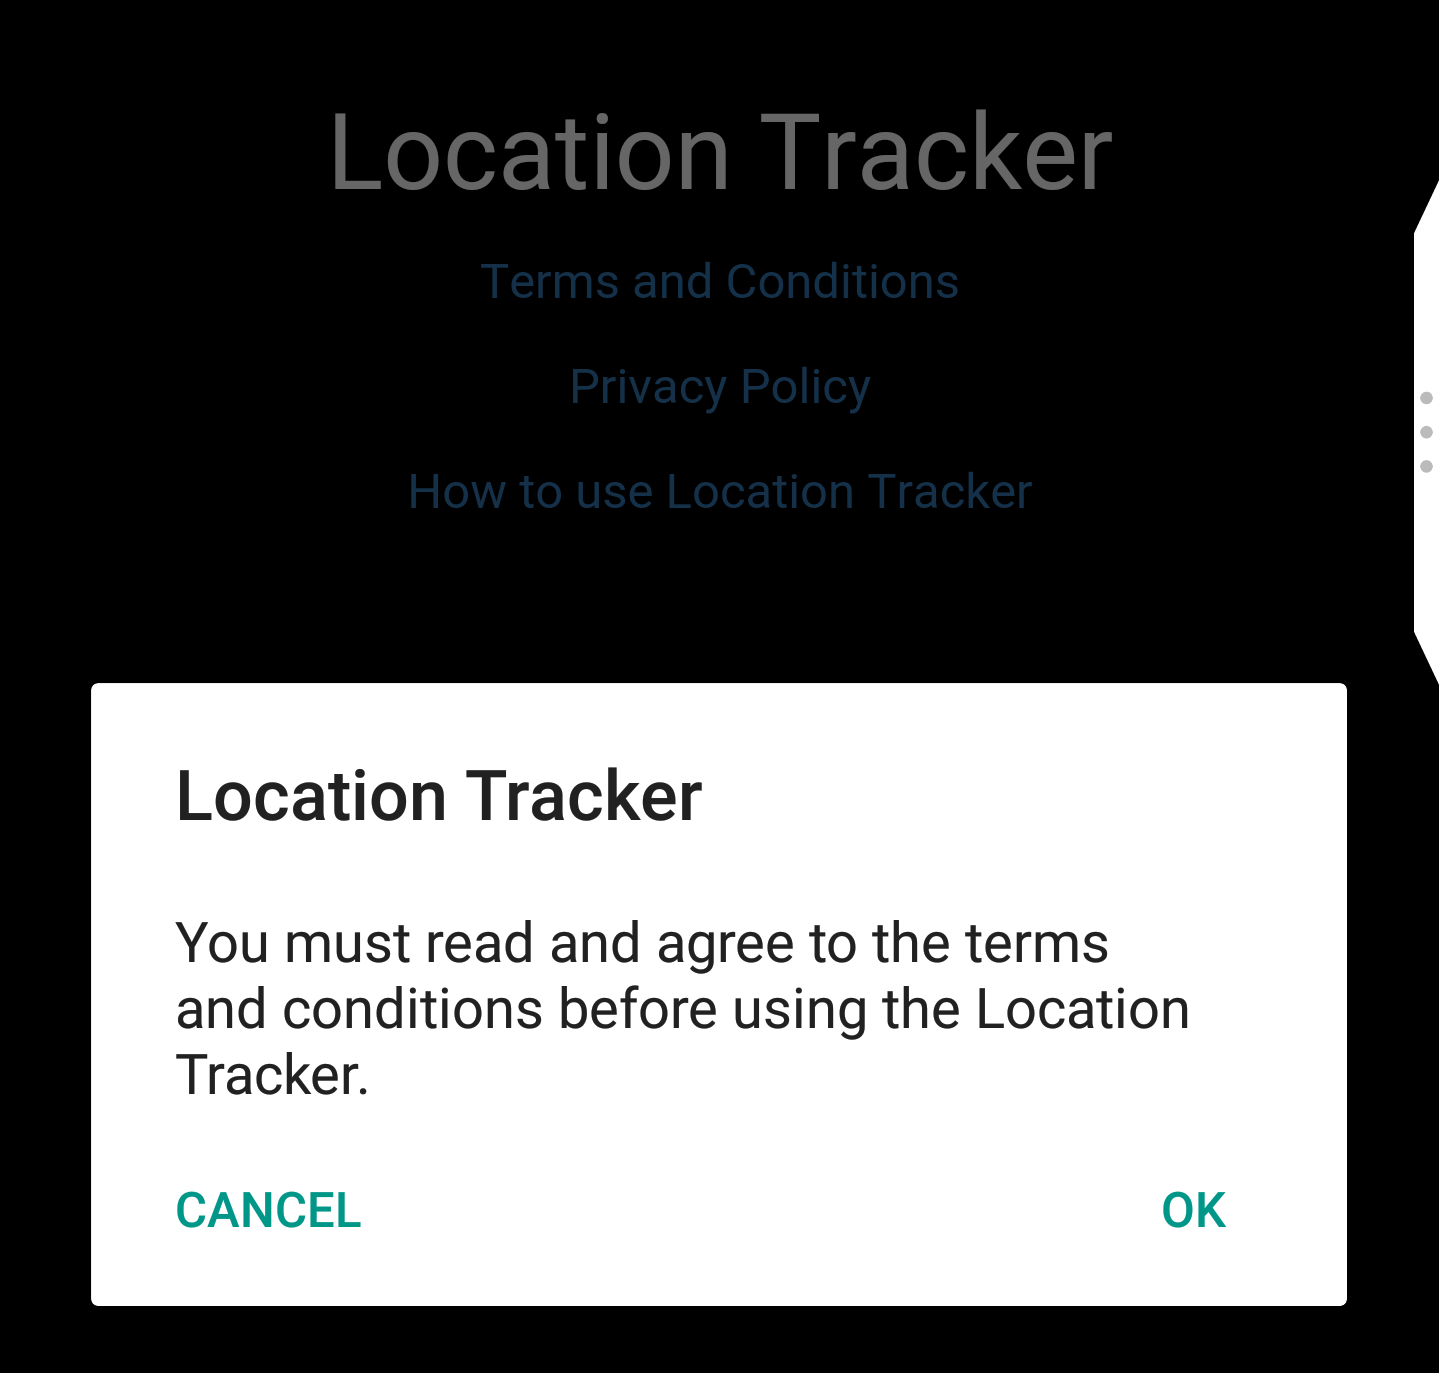 Location Tracker
Terms and Conditions
Privacy Policy
How to use Location Tracker
Location Tracker
You must read and agree to the terms
and conditions before using the Location
Tracker.
CANCEL
OK